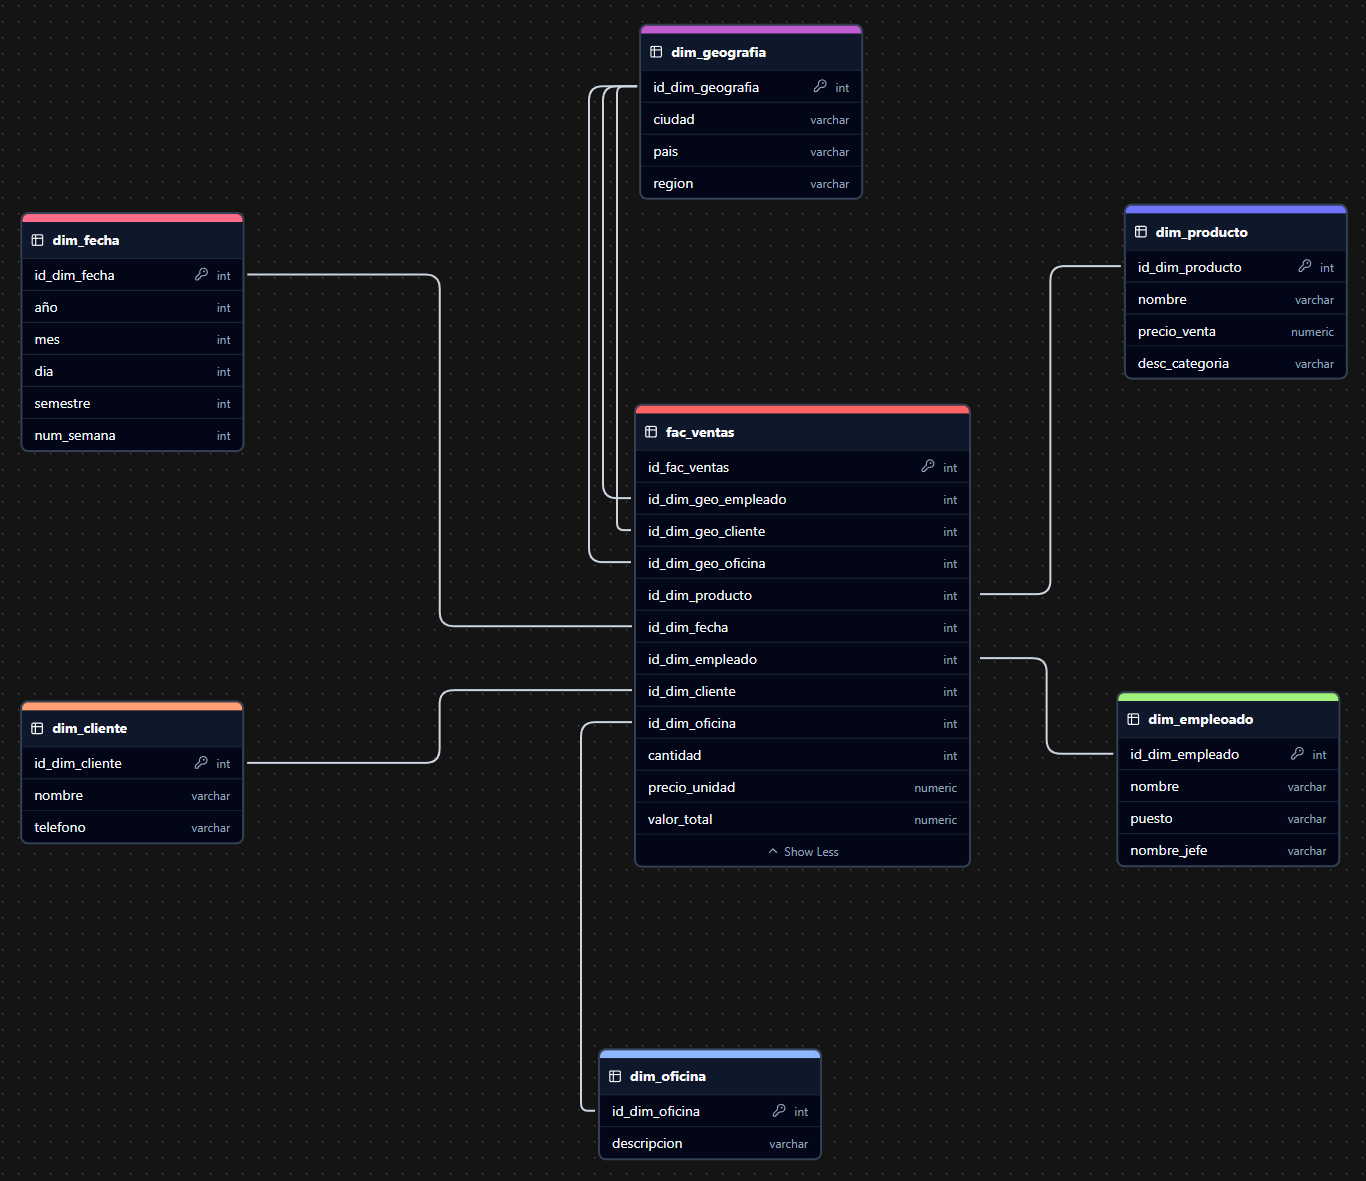 dim_geografia
id_dim_geografia int
ciudad varchar
pais varchar
region varchar
dim_fecha
id_dim_fecha int
año int
mes int
dia int
semestre int
num_semana int
dim_producto
id_dim_producto int
nombre varchar
precio_venta numeric
desc_categoria varchar
fac_ventas
id_fac_ventas int
id_dim_geo_empleado int
id_dim_geo_cliente int
id_dim_geo_oficina int
id_dim_producto int
id_dim_fecha int
id_dim_empleado int
id_dim_cliente int
id_dim_oficina int
cantidad int
precio_unidad numeric
valor_total numeric
Show Less
dim_cliente
id_dim_cliente int
nombre varchar
telefono varchar
dim_empleoado
id_dim_empleado int
nombre varchar
puesto varchar
nombre_jefe varchar
dim_oficina
id_dim_oficina int
descripcion varchar